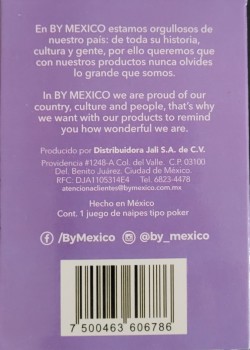 En BY MEXICO estamos orgullosos de
nuestro país: de toda su historia,
cultura y gente, por ello queremos que
con nuestros productos nunca olvides
lo grande que somos.
In BY MEXICO we are proud of our
country, culture and people, that's why
we want with our products to remind
you how wonderful we are.
Producido por Distribuidora Jali S.A. de C.V.
Providencia #1248-A Col. del Valle. C.P. 03100
Del. Benito Juárez. Ciudad de México.
RFC: DJA1105314E4 Tel. 6823-4478
atencionaclientes@bymexico.com.mx
Hecho en México
Cont. 1 juego de naipes tipo poker
/ByMexico @by_mexico
7 500463 606786